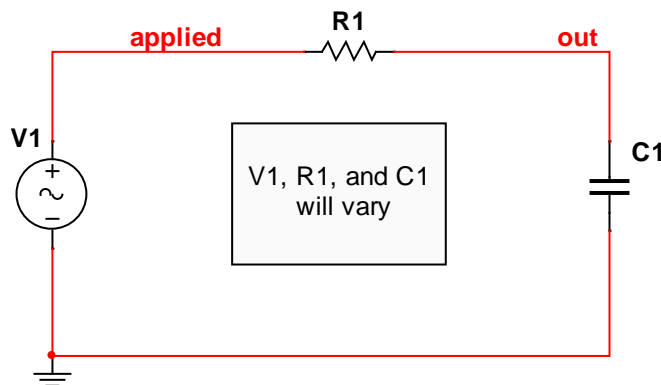 R1
applied
out
V1
C1
V1, R1, and C1
will vary